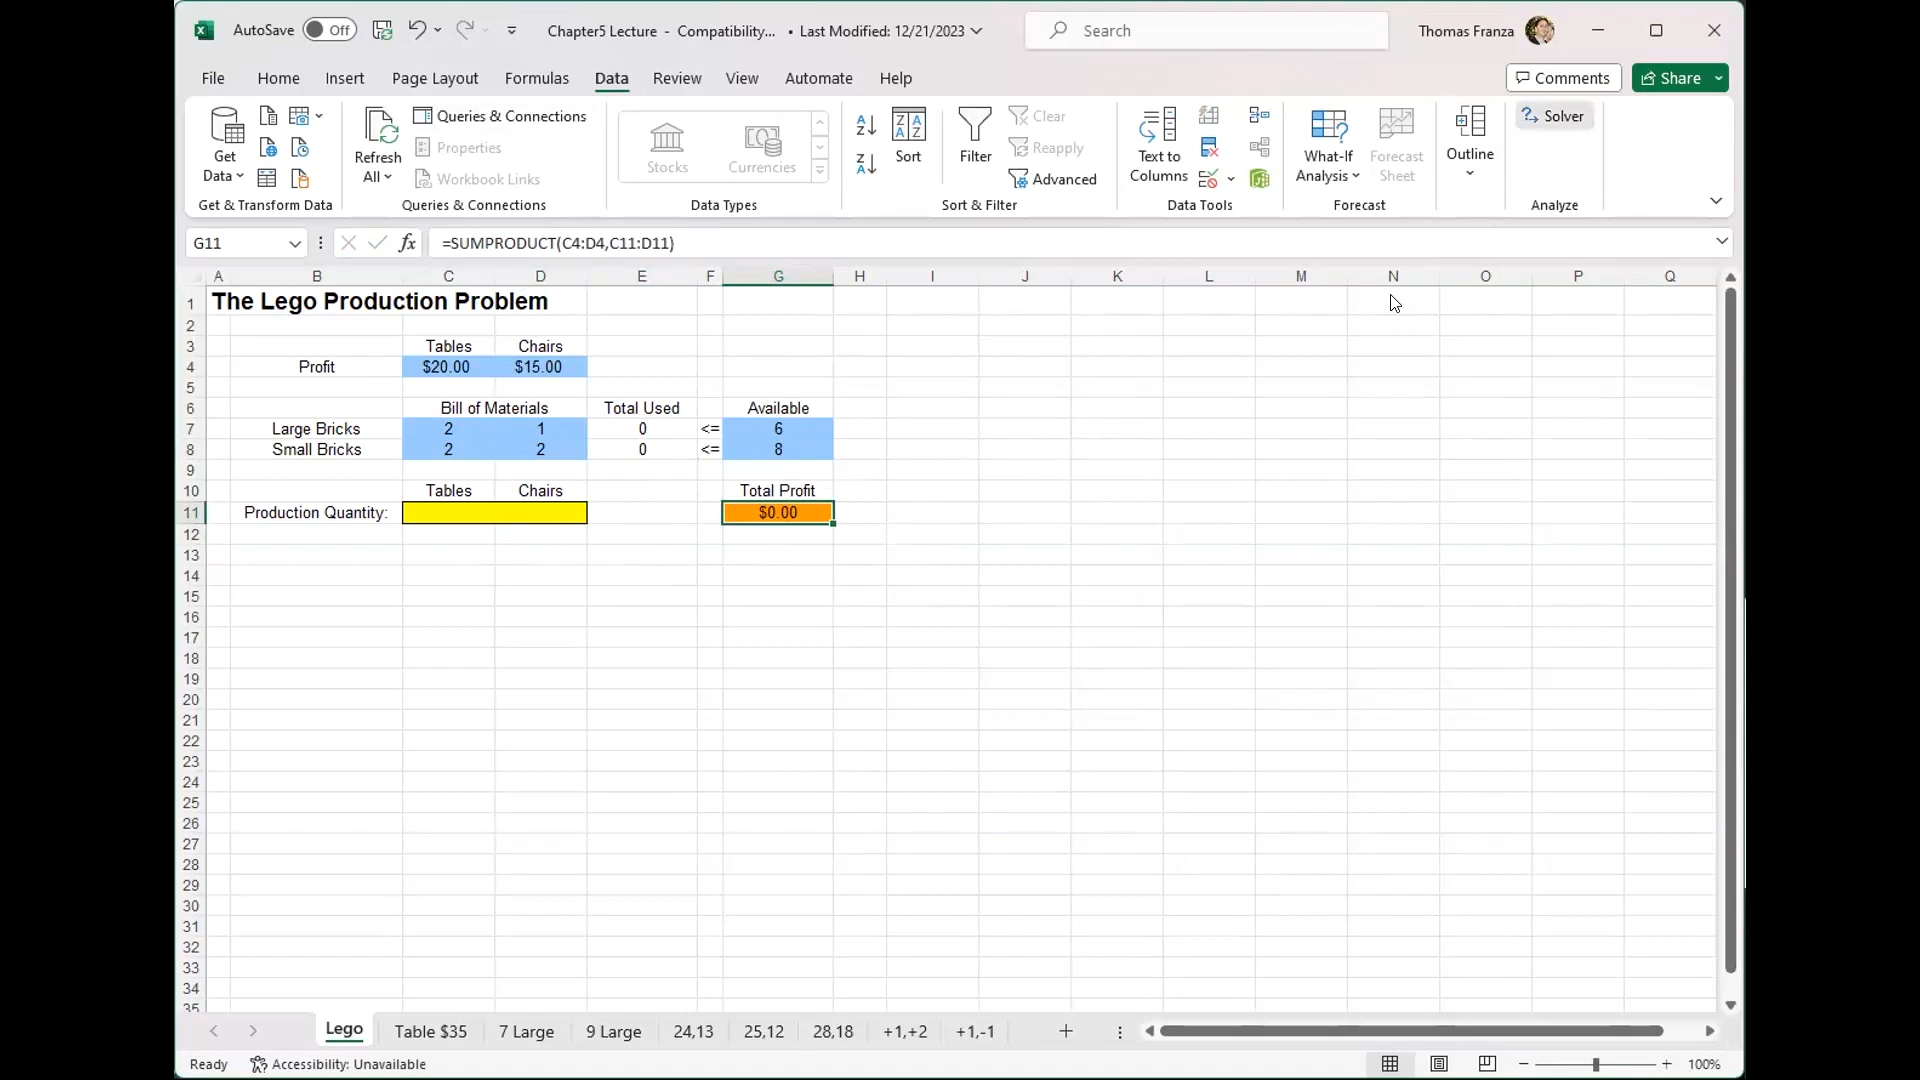 AutoSave Off Chapter5 Lecture - Compatibility... • Last Modified: 12/21/2023 Search Thomas Franza
File Home Insert Page Layout Formulas Data Review View Automate Help Comments Share
Get Data
Refresh All
Queries & Connections
Properties
Workbook Links
Stocks
Currencies
Sort
Filter
Clear
Reapply
Advanced
Text to Columns
What-If Analysis
Forecast Sheet
Outline
Solver
Get & Transform Data Queries & Connections Data Types Sort & Filter Data Tools Forecast Analyze
G11 fx =SUMPRODUCT(C4:D4,C11:D11)
A B C D E F G H I J K L M N O P Q
1 The Lego Production Problem
2
3 Tables Chairs
4 Profit $20.00 $15.00
5
6 Bill of Materials Total Used Available
7 Large Bricks 2 1 0 <= 6
8 Small Bricks 2 2 0 <= 8
9
10 Tables Chairs Total Profit
11 Production Quantity: $0.00
12
13
14
15
16
17
18
19
20
21
22
23
24
25
26
27
28
29
30
31
32
33
34
35
Lego Table $35 7 Large 9 Large 24,13 25,12 28,18 +1,+2 +1,-1
Ready Accessibility: Unavailable 100%